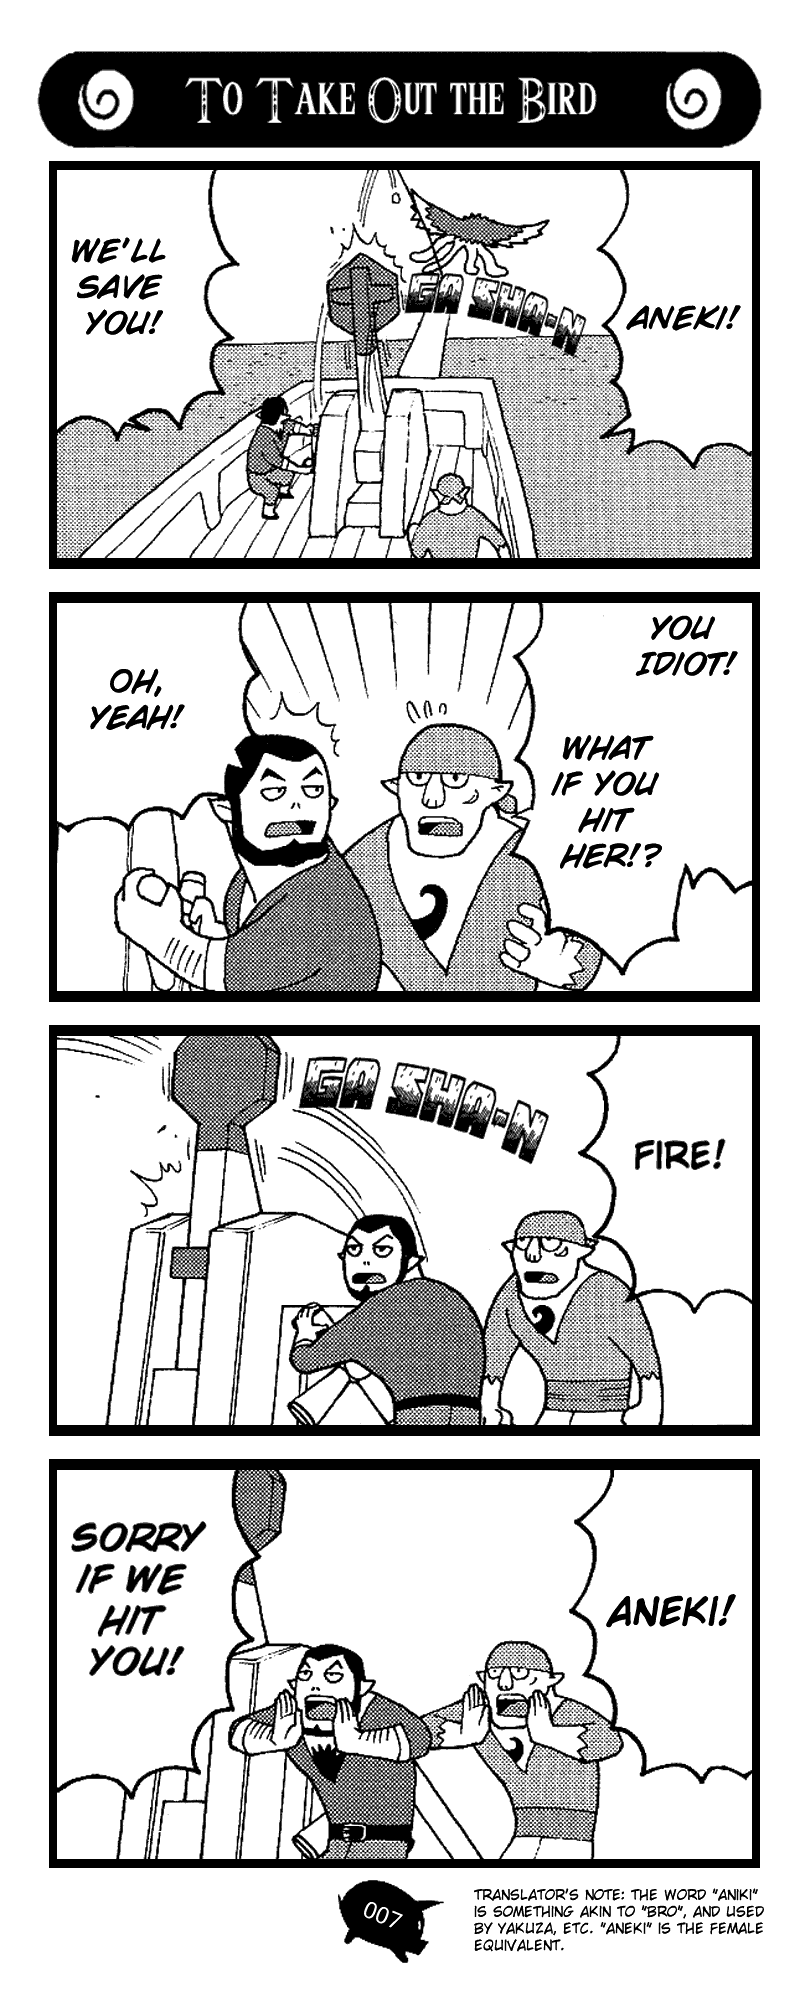 To Take Out the Bird
ANEKI!
GA SHA-N
WE'LL
SAVE
YOU!
YOU
IDIOT!
WHAT
IF YOU
HIT
HER!?
OH,
YEAH!
FIRE!
GA SHA-N
ANEKI!
SORRY
IF WE
HIT
YOU!
007
TRANSLATOR'S NOTE: THE WORD "ANIKI"
IS SOMETHING AKIN TO "BRO", AND USED
BY YAKUZA, ETC. "ANEKI" IS THE FEMALE
EQUIVALENT.